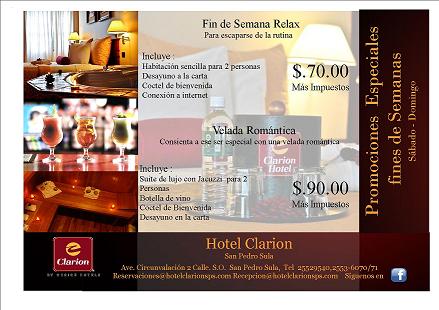 Fin de Semana Relax
Para escaparse de la rutina
Incluye :
Habitación sencilla para 2 personas
Desayuno a la carta
Coctel de bienvenida
Conexión a internet
$.70.00
Más Impuestos
Velada Romántica
Consienta a ese ser especial con una velada romántica
Incluye :
Suite de lujo con Jacuzzi para 2
Personas
Botella de vino
Coctel de Bienvenida
Desayuno en la carta
$.90.00
Más Impuestos
Clarion
Hotel
Promociones Especiales
fines de Semanas
Sábado - Domingo
Clarion
BY CHOICE HOTELS
Hotel Clarion
San Pedro Sula
Ave. Circunvalación 2 Calle, S.O. San Pedro Sula, Tel 25529540,2553-6070/71
Reservaciones@hotelclarionsps.com Recepcion@hotelclarionsps.com Siguenos en f